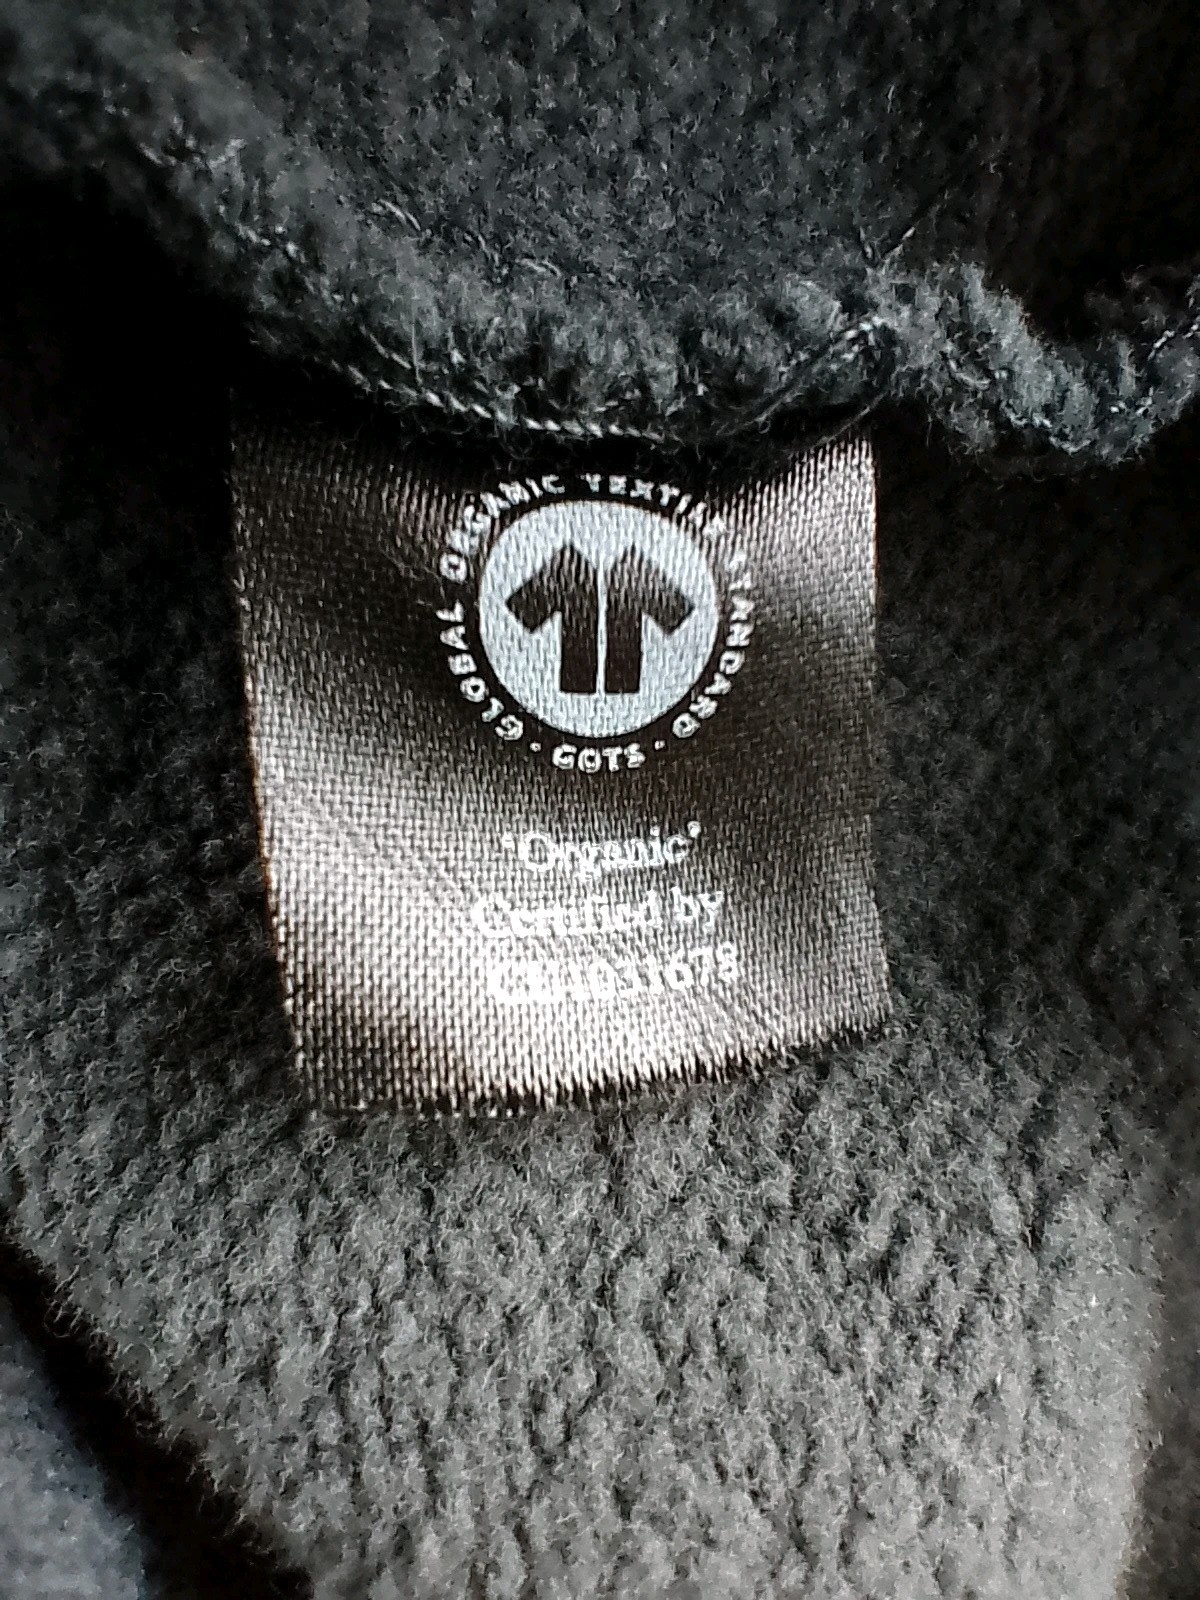 GLOBAL ORGANIC TEXTILE STANDARD · GOTS ·
'Organic'
Certified by